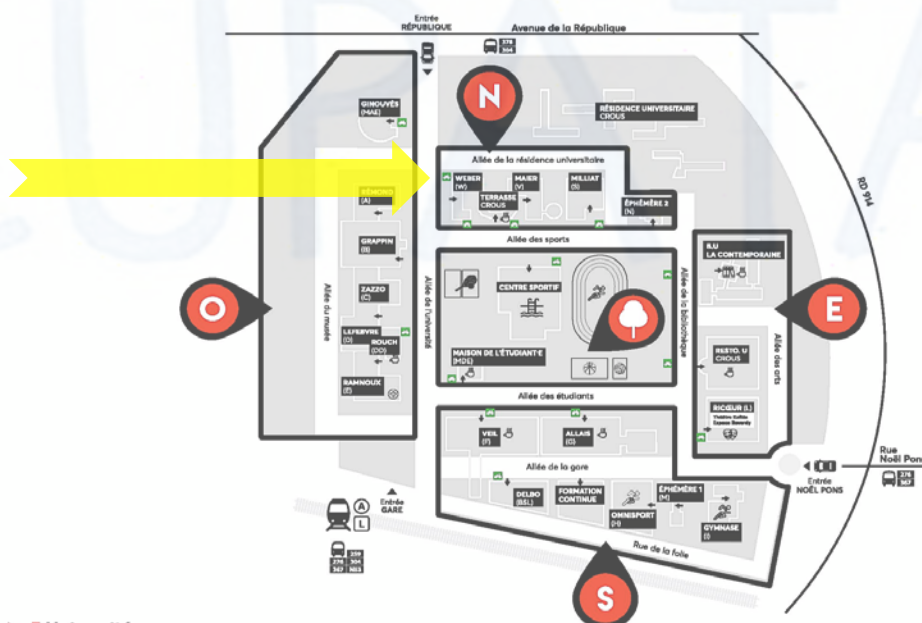 Entrée
RÉPUBLIQUE
Avenue de la République
278
304
GINOUVÈS
(MAE)
N
RÉSIDENCE UNIVERSITAIRE
CROUS
Allée de la résidence universitaire
WEBER
(W)
MAIER
(V)
MILLIAT
(S)
RÉMOND
(A)
TERRASSE
CROUS
ÉPHÉMÈRE 2
(N)
RD 914
GRAPPIN
(B)
Allée des sports
B.U
LA CONTEMPORAINE
ZAZZO
(C)
CENTRE SPORTIF
O
E
Allée du musée
Allée de l'université
Allée de la bibliothèque
Allée des arts
LEFEBVRE
(D)
ROUCH
(DD)
MAISON DE L'ÉTUDIANT·E
(MDE)
RESTO. U
CROUS
RAMNOUX
(E)
Allée des étudiants
RICŒUR (L)
VEIL
(F)
ALLAIS
(G)
Allée de la gare
Rue
Noël Pons
276
367
Entrée
NOËL PONS
DELBO
(BSL)
FORMATION
CONTINUE
ÉPHÉMÈRE 1
(M)
OMNISPORT
(H)
GYMNASE
(I)
Entrée
GARE
A
L
Rue de la folie
259
276 304
367
S